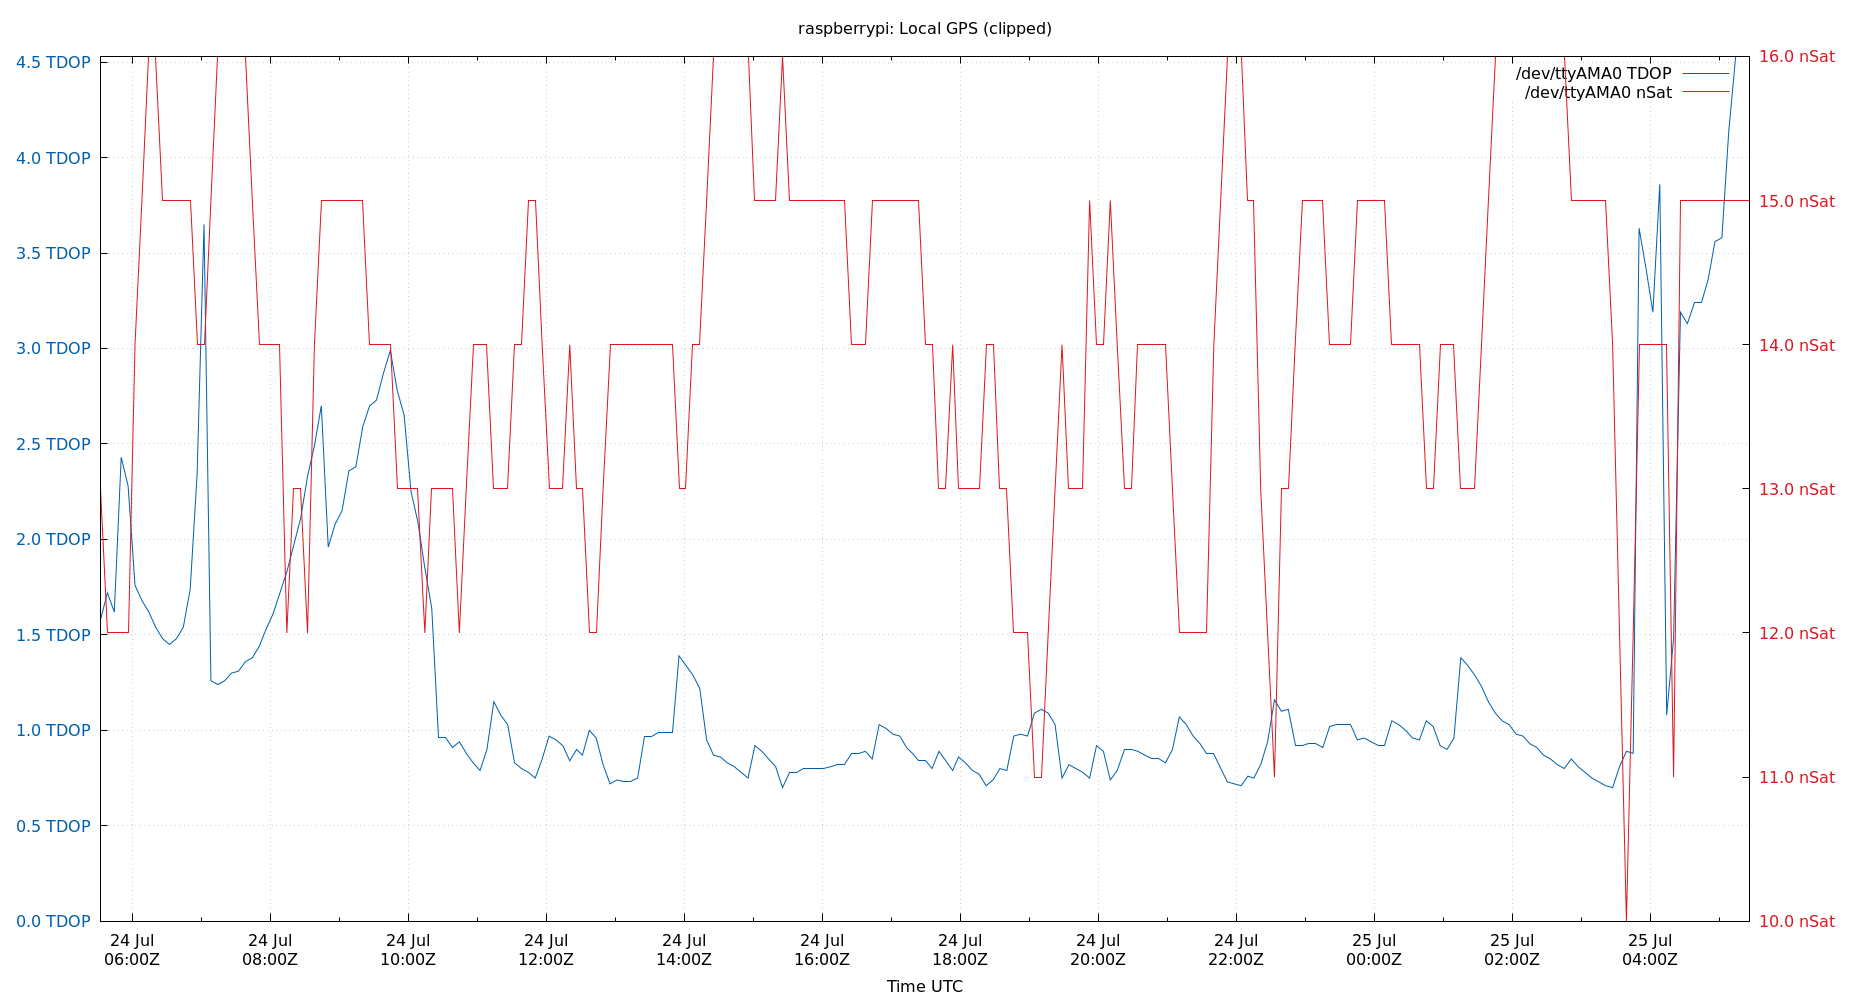 raspberrypi: Local GPS (clipped)
4.5 TDOP
4.0 TDOP
3.5 TDOP
3.0 TDOP
2.5 TDOP
2.0 TDOP
1.5 TDOP
1.0 TDOP
0.5 TDOP
0.0 TDOP
16.0 nSat
15.0 nSat
14.0 nSat
13.0 nSat
12.0 nSat
11.0 nSat
10.0 nSat
/dev/ttyAMA0 TDOP
/dev/ttyAMA0 nSat
24 Jul
06:00Z
24 Jul
08:00Z
24 Jul
10:00Z
24 Jul
12:00Z
24 Jul
14:00Z
24 Jul
16:00Z
24 Jul
18:00Z
24 Jul
20:00Z
24 Jul
22:00Z
25 Jul
00:00Z
25 Jul
02:00Z
25 Jul
04:00Z
Time UTC